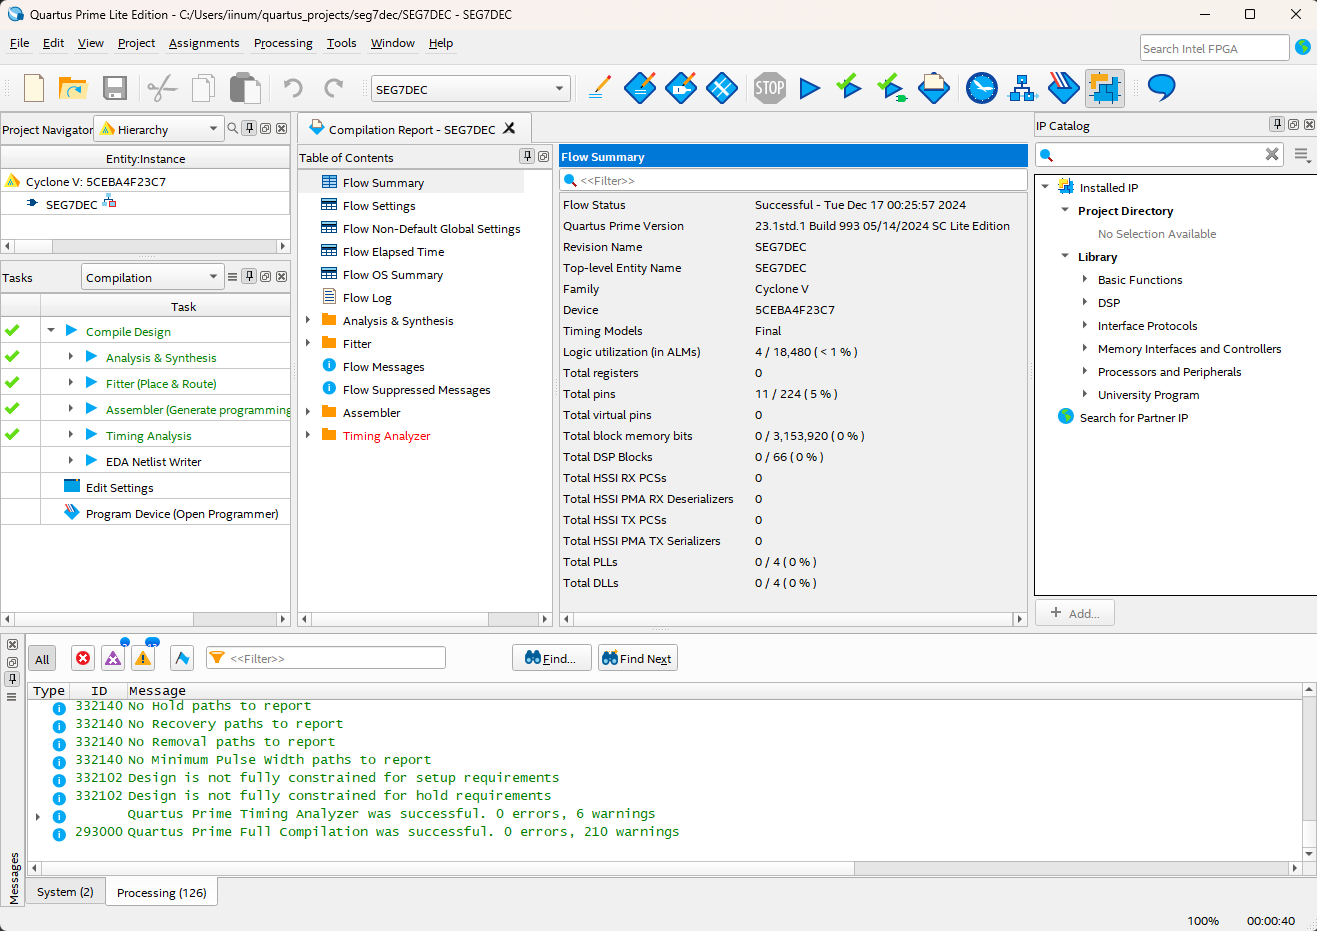 Quartus Prime Lite Edition - C:/Users/iinum/quartus_projects/seg7dec/SEG7DEC - SEG7DEC
File Edit View Project Assignments Processing Tools Window Help
Search Intel FPGA
SEG7DEC
STOP
Project Navigator
Hierarchy
Entity:Instance
Cyclone V: 5CEBA4F23C7
SEG7DEC
Tasks
Compilation
Task
Compile Design
Analysis & Synthesis
Fitter (Place & Route)
Assembler (Generate programming
Timing Analysis
EDA Netlist Writer
Edit Settings
Program Device (Open Programmer)
Compilation Report - SEG7DEC
Table of Contents
Flow Summary
Flow Settings
Flow Non-Default Global Settings
Flow Elapsed Time
Flow OS Summary
Flow Log
Analysis & Synthesis
Fitter
Flow Messages
Flow Suppressed Messages
Assembler
Timing Analyzer
Flow Summary
<<Filter>>
Flow Status Successful - Tue Dec 17 00:25:57 2024
Quartus Prime Version 23.1std.1 Build 993 05/14/2024 SC Lite Edition
Revision Name SEG7DEC
Top-level Entity Name SEG7DEC
Family Cyclone V
Device 5CEBA4F23C7
Timing Models Final
Logic utilization (in ALMs) 4 / 18,480 ( < 1 % )
Total registers 0
Total pins 11 / 224 ( 5 % )
Total virtual pins 0
Total block memory bits 0 / 3,153,920 ( 0 % )
Total DSP Blocks 0 / 66 ( 0 % )
Total HSSI RX PCSs 0
Total HSSI PMA RX Deserializers 0
Total HSSI TX PCSs 0
Total HSSI PMA TX Serializers 0
Total PLLs 0 / 4 ( 0 % )
Total DLLs 0 / 4 ( 0 % )
IP Catalog
Installed IP
Project Directory
No Selection Available
Library
Basic Functions
DSP
Interface Protocols
Memory Interfaces and Controllers
Processors and Peripherals
University Program
Search for Partner IP
+ Add...
All
<<Filter>>
Find...
Find Next
Type ID Message
332140 No Hold paths to report
332140 No Recovery paths to report
332140 No Removal paths to report
332140 No Minimum Pulse Width paths to report
332102 Design is not fully constrained for setup requirements
332102 Design is not fully constrained for hold requirements
Quartus Prime Timing Analyzer was successful. 0 errors, 6 warnings
293000 Quartus Prime Full Compilation was successful. 0 errors, 210 warnings
Messages
System (2)
Processing (126)
100% 00:00:40